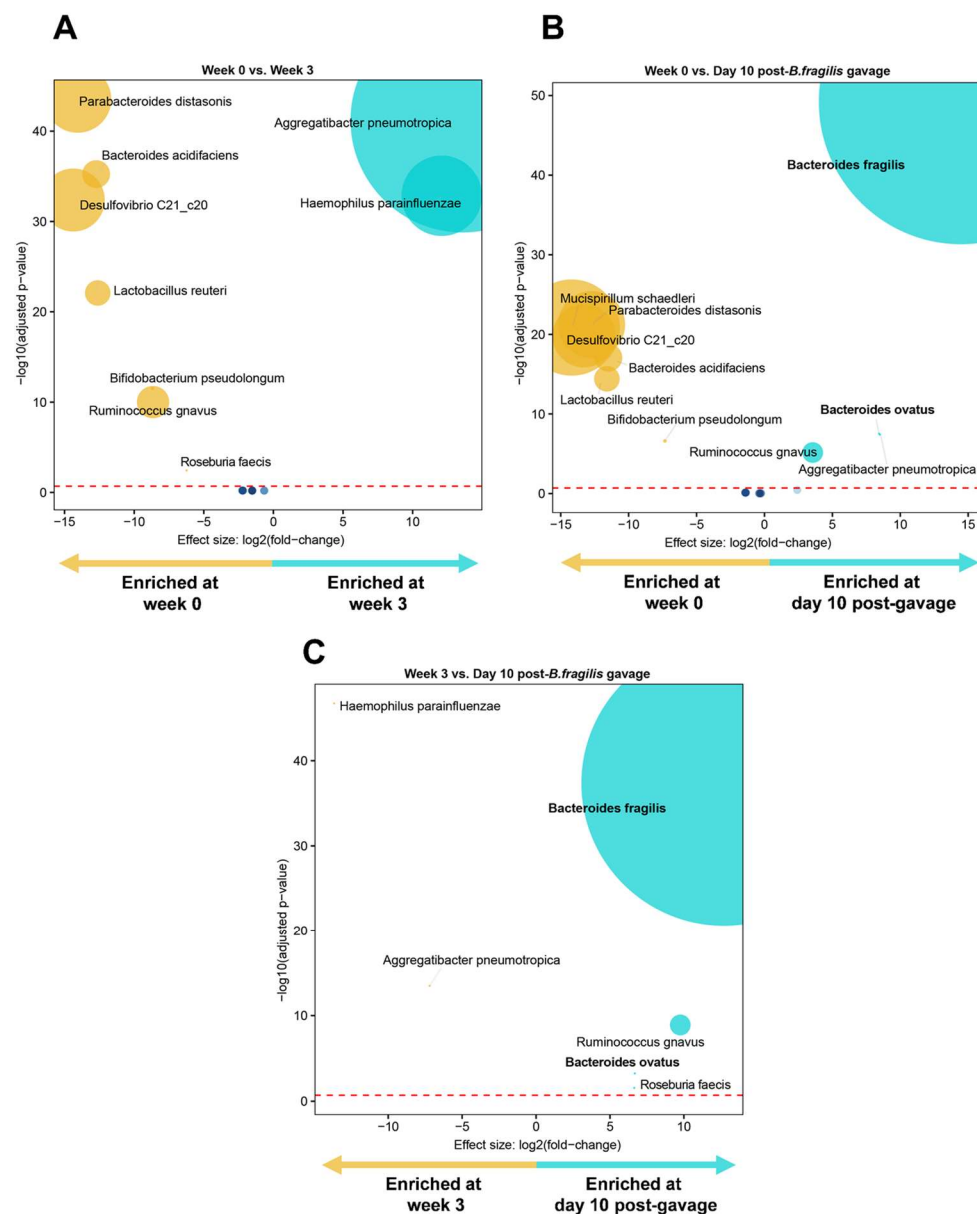 A
Week 0 vs. Week 3
−log10(adjusted p-value)
40
30
20
10
0
Parabacteroides distasonis
Aggregatibacter pneumotropica
Bacteroides acidifaciens
Desulfovibrio C21_c20
Haemophilus parainfluenzae
Lactobacillus reuteri
Bifidobacterium pseudolongum
Ruminococcus gnavus
Roseburia faecis
−15 −10 −5 0 5 10
Effect size: log2(fold−change)
Enriched at week 0
Enriched at week 3
B
Week 0 vs. Day 10 post-B.fragilis gavage
−log10(adjusted p-value)
50
40
30
20
10
0
Bacteroides fragilis
Mucispirillum schaedleri
Parabacteroides distasonis
Desulfovibrio C21_c20
Bacteroides acidifaciens
Lactobacillus reuteri
Bifidobacterium pseudolongum
Bacteroides ovatus
Ruminococcus gnavus
Aggregatibacter pneumotropica
−15 −10 −5 0 5 10 15
Effect size: log2(fold−change)
Enriched at week 0
Enriched at day 10 post-gavage
C
Week 3 vs. Day 10 post-B.fragilis gavage
−log10(adjusted p-value)
40
30
20
10
0
Haemophilus parainfluenzae
Bacteroides fragilis
Aggregatibacter pneumotropica
Ruminococcus gnavus
Bacteroides ovatus
Roseburia faecis
−10 −5 0 5 10
Effect size: log2(fold−change)
Enriched at week 3
Enriched at day 10 post-gavage